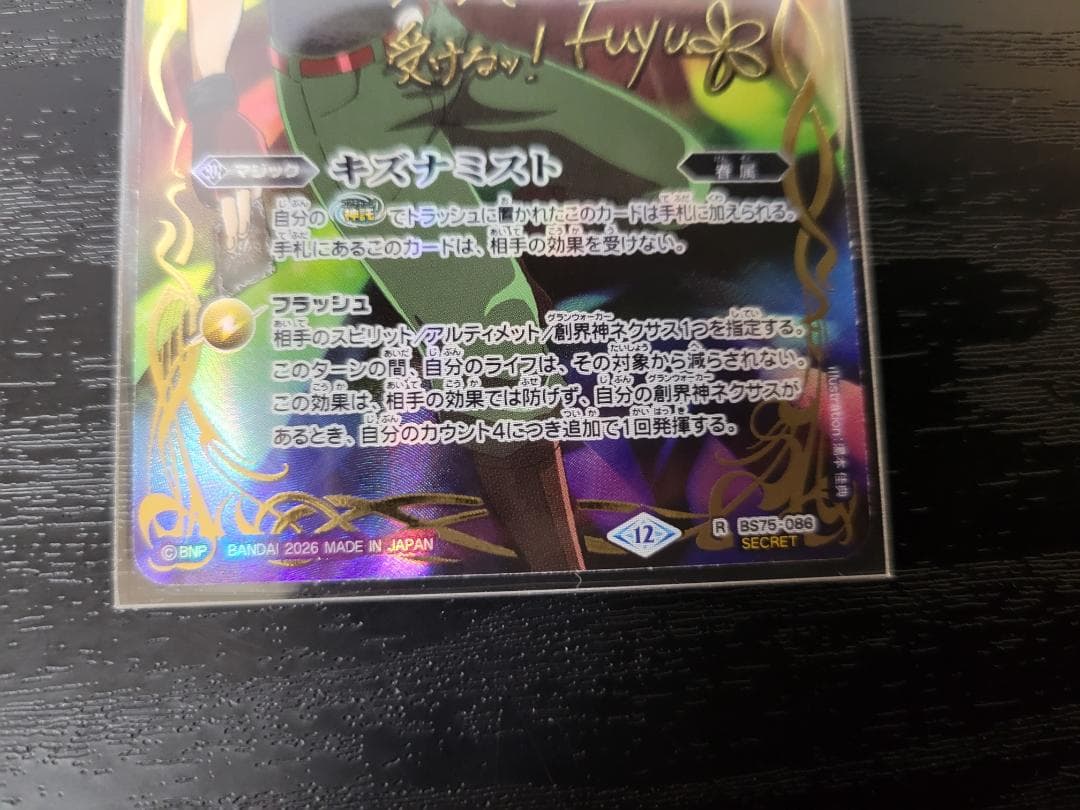 受けなッ! Fuyu
マジック キズナミスト 眷属
自分の【神託】でトラッシュに置かれたこのカードは手札に加えられる。
手札にあるこのカードは、相手の効果を受けない。
フラッシュ
相手のスピリット/アルティメット/創界神ネクサス1つを指定する。
このターンの間、自分のライフは、その対象から減らされない。
この効果は、相手の効果では防げず、自分の創界神ネクサスが
あるとき、自分のカウント4につき追加で1回発揮する。
Illustration:
12 R BS75-086
SECRET
©BNP BANDAI 2026 MADE IN JAPAN